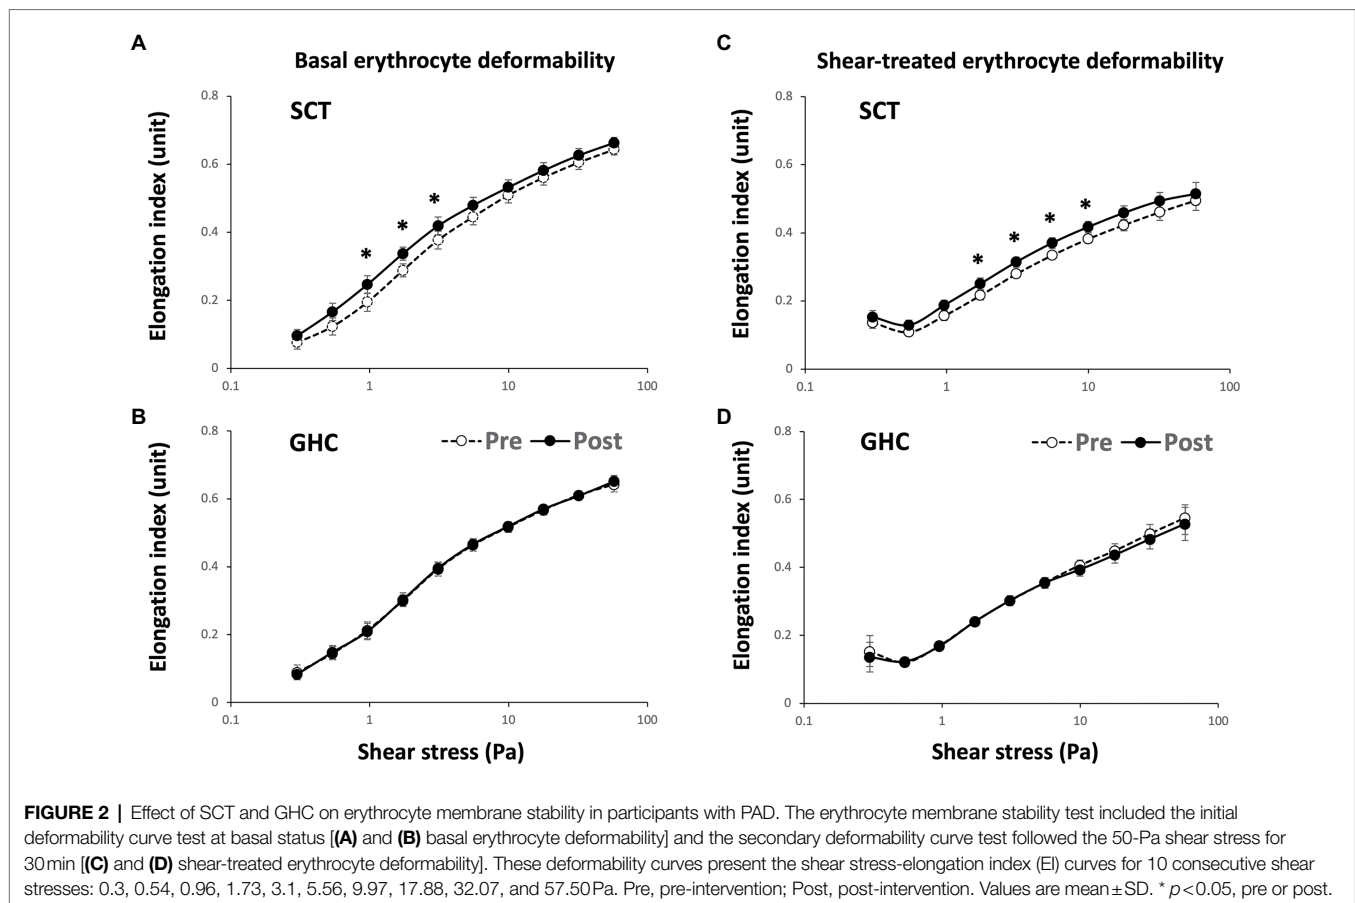 A
Basal erythrocyte deformability
SCT
Elongation index (unit)
0.8
0.6
0.4
0.2
0
* * *
0.1 1 10 100
B
GHC
Pre Post
Elongation index (unit)
0.8
0.6
0.4
0.2
0
0.1 1 10 100
Shear stress (Pa)
C
Shear-treated erythrocyte deformability
SCT
Elongation index (unit)
0.8
0.6
0.4
0.2
0
* * * *
0.1 1 10 100
D
GHC
Pre Post
Elongation index (unit)
0.8
0.6
0.4
0.2
0
0.1 1 10 100
Shear stress (Pa)
FIGURE 2 | Effect of SCT and GHC on erythrocyte membrane stability in participants with PAD. The erythrocyte membrane stability test included the initial
deformability curve test at basal status [(A) and (B) basal erythrocyte deformability] and the secondary deformability curve test followed the 50-Pa shear stress for
30 min [(C) and (D) shear-treated erythrocyte deformability]. These deformability curves present the shear stress-elongation index (EI) curves for 10 consecutive shear
stresses: 0.3, 0.54, 0.96, 1.73, 3.1, 5.56, 9.97, 17.88, 32.07, and 57.50 Pa. Pre, pre-intervention; Post, post-intervention. Values are mean ± SD. * p < 0.05, pre or post.